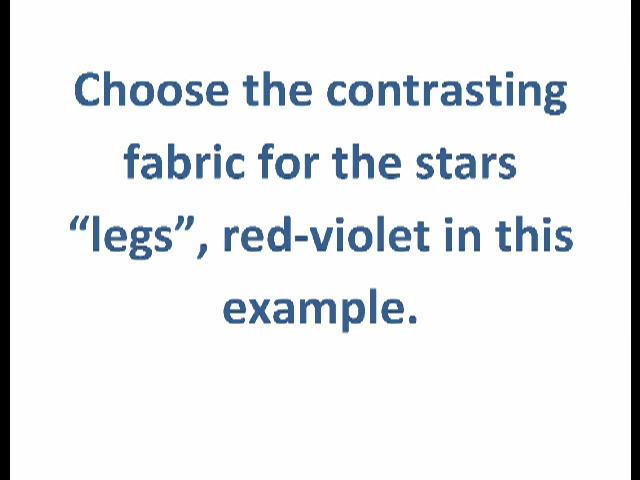 Choose the contrasting
fabric for the stars
“legs”, red-violet in this
example.